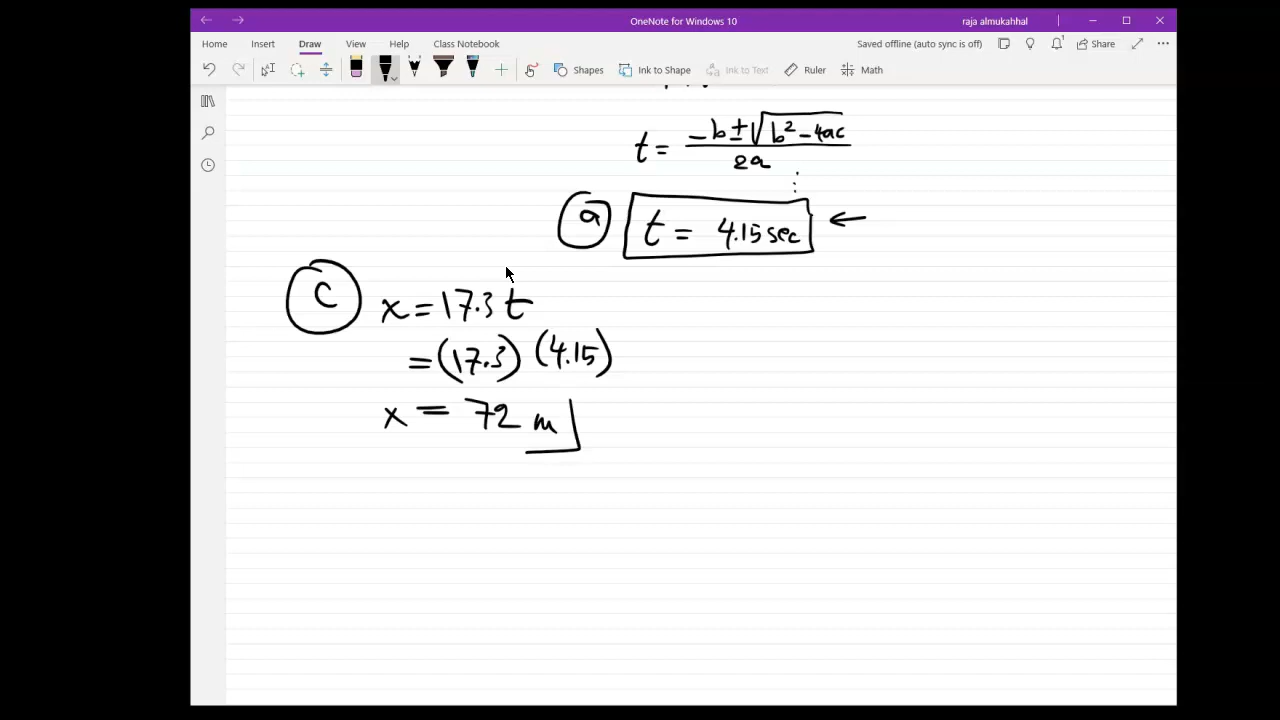 OneNote for Windows 10
raja almukahhal
Home Insert Draw View Help Class Notebook
Saved offline (auto sync is off)
Share
Shapes Ink to Shape Ink to Text Ruler Math
t = -b ± √b² - 4ac / 2a
⋮
a t = 4.15 sec ←
C x = 17.3 t
= (17.3) (4.15)
x = 72 m